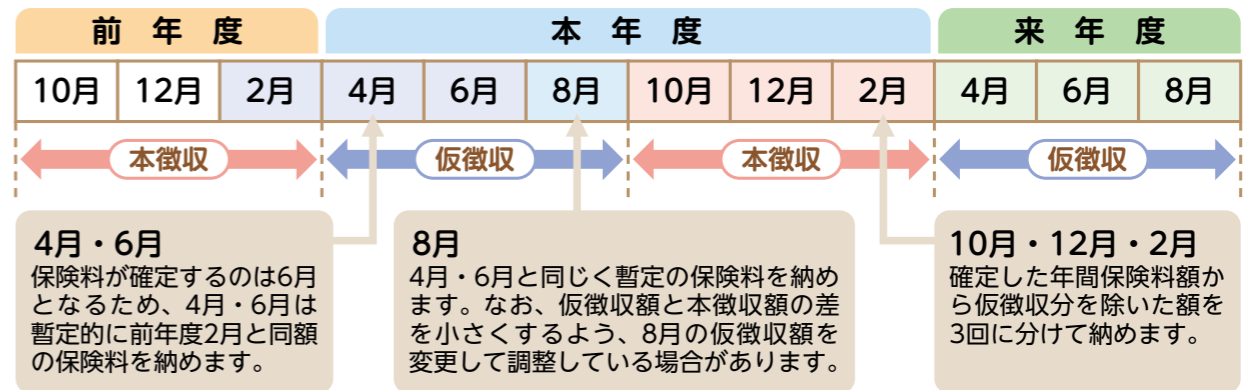 前年度 本年度 来年度
10月 12月 2月 4月 6月 8月 10月 12月 2月 4月 6月 8月
本徴収 仮徴収 本徴収 仮徴収
4月・6月
保険料が確定するのは6月
となるため、4月・6月は
暫定的に前年度2月と同額
の保険料を納めます。
8月
4月・6月と同じく暫定の保険料を納め
ます。なお、仮徴収額と本徴収額の差
を小さくするよう、8月の仮徴収額を
変更して調整している場合があります。
10月・12月・2月
確定した年間保険料額か
ら仮徴収分を除いた額を
3回に分けて納めます。